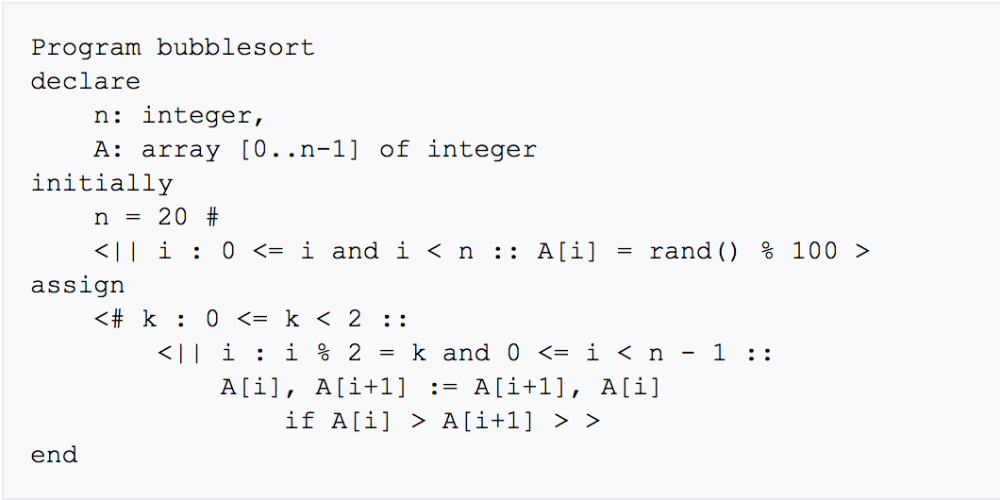 Program bubblesort
declare
    n: integer,
    A: array [0..n-1] of integer
initially
    n = 20 #
    <|| i : 0 <= i and i < n :: A[i] = rand() % 100 >
assign
    <# k : 0 <= k < 2 ::
        <|| i : i % 2 = k and 0 <= i < n - 1 ::
            A[i], A[i+1] := A[i+1], A[i]
                if A[i] > A[i+1] > >
end